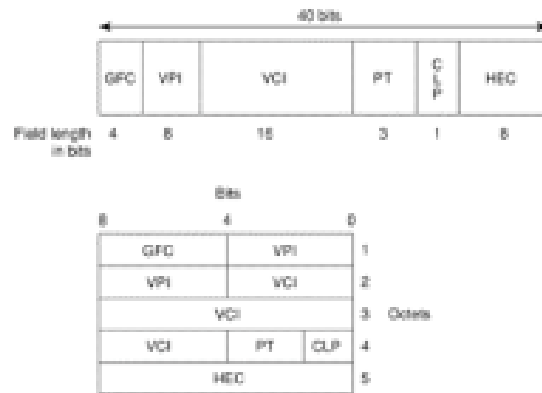 40 bits
GFC VPI VCI PT CLP HEC
Field length in bits 4 8 16 3 1 8
Bits
8 4 0
GFC VPI 1
VPI VCI 2
VCI 3 Octets
VCI PT CLP 4
HEC 5